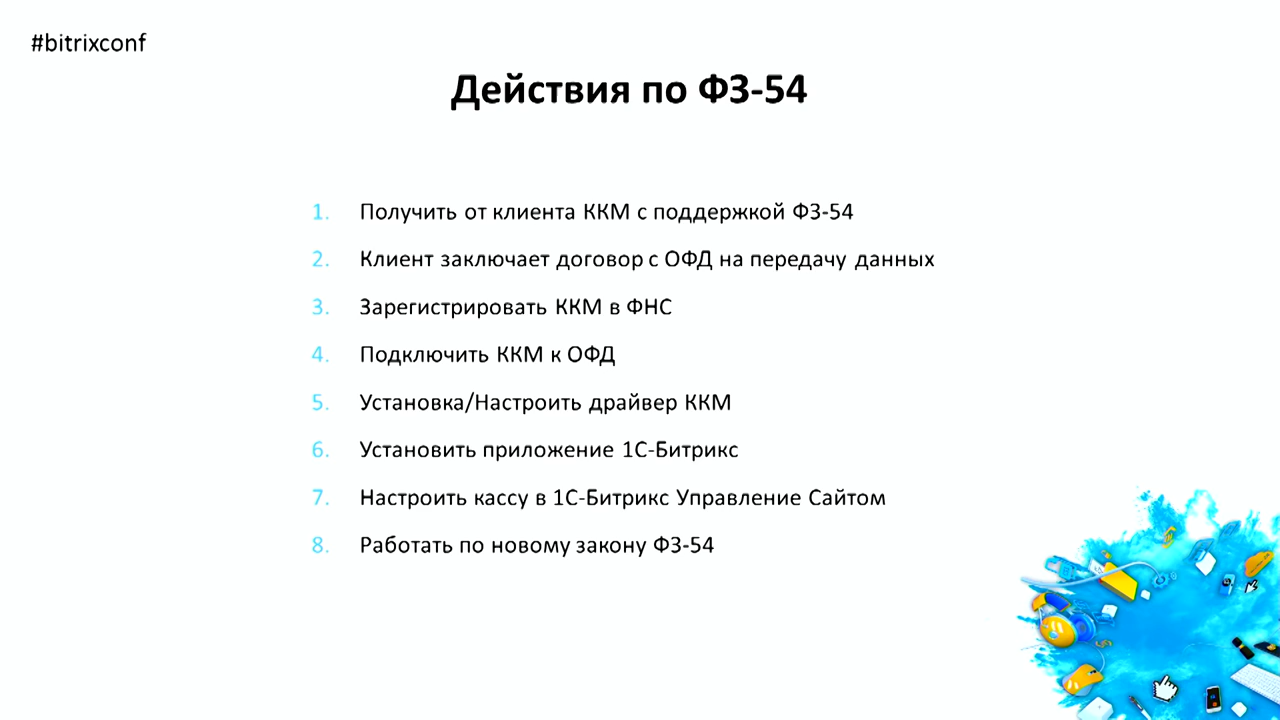 #bitrixconf
Действия по ФЗ-54
1. Получить от клиента ККМ с поддержкой ФЗ-54
2. Клиент заключает договор с ОФД на передачу данных
3. Зарегистрировать ККМ в ФНС
4. Подключить ККМ к ОФД
5. Установка/Настроить драйвер ККМ
6. Установить приложение 1С-Битрикс
7. Настроить кассу в 1С-Битрикс Управление Сайтом
8. Работать по новому закону ФЗ-54